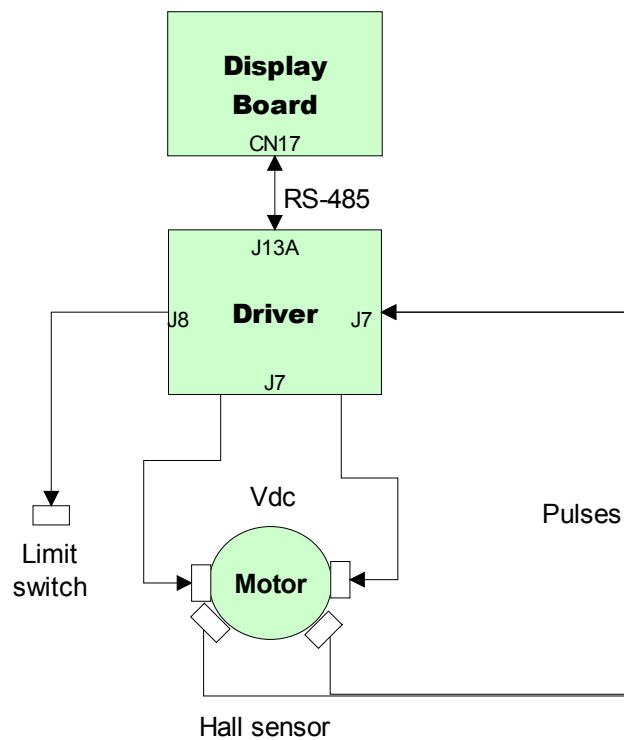 Display
Board
CN17
RS-485
J13A
J8
Driver
J7
J7
Vdc
Pulses
Limit
switch
Motor
Hall sensor